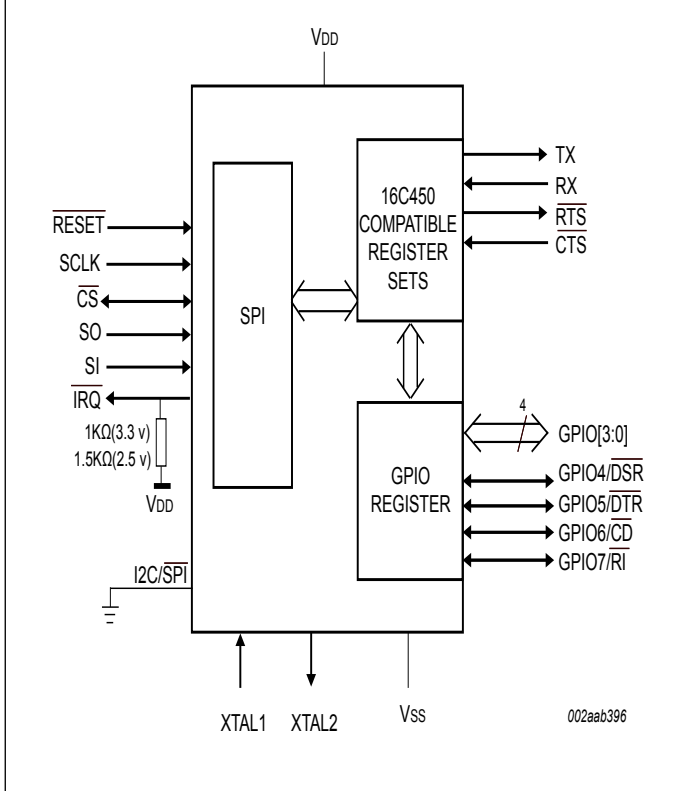 VDD
RESET
SCLK
CS
SO
SI
IRQ
1KΩ(3.3 v)
1.5KΩ(2.5 v)
VDD
I2C/SPI
SPI
16C450
COMPATIBLE
REGISTER
SETS
GPIO
REGISTER
TX
RX
RTS
CTS
4
GPIO[3:0]
GPIO4/DSR
GPIO5/DTR
GPIO6/CD
GPIO7/RI
XTAL1
XTAL2
VSS
002aab396